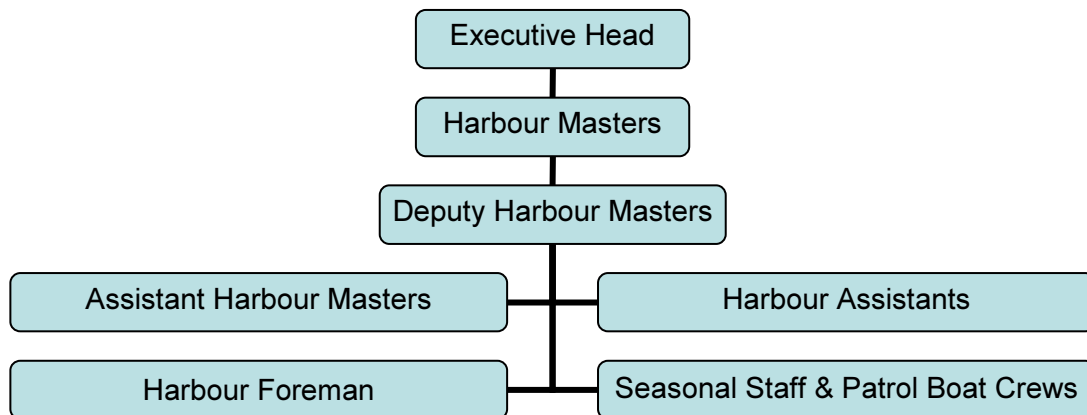 Executive Head
Harbour Masters
Deputy Harbour Masters
Assistant Harbour Masters
Harbour Assistants
Harbour Foreman
Seasonal Staff & Patrol Boat Crews